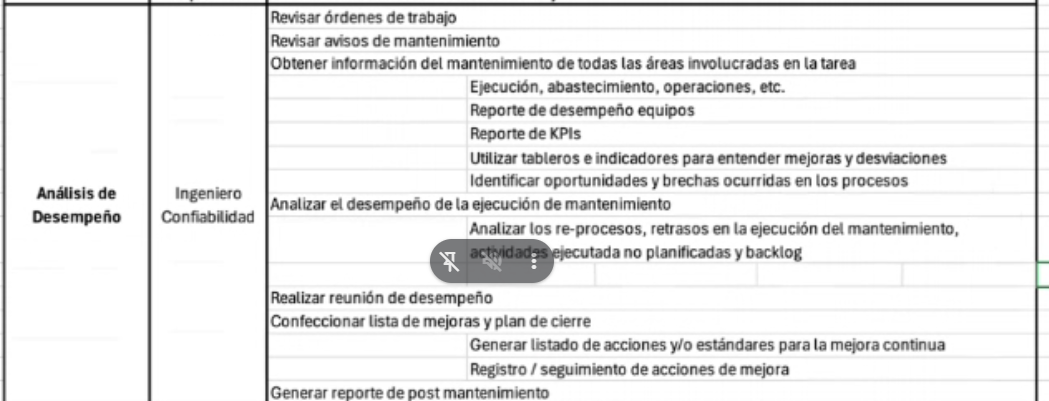 Revisar órdenes de trabajo
Revisar avisos de mantenimiento
Obtener información del mantenimiento de todas las áreas involucradas en la tarea
Ejecución, abastecimiento, operaciones, etc.
Reporte de desempeño equipos
Reporte de KPIs
Utilizar tableros e indicadores para entender mejoras y desviaciones
Identificar oportunidades y brechas ocurridas en los procesos
Análisis de
Desempeño
Ingeniero
Confiabilidad
Analizar el desempeño de la ejecución de mantenimiento
Analizar los re-procesos, retrasos en la ejecución del mantenimiento,
actividades ejecutada no planificadas y backlog
Realizar reunión de desempeño
Confeccionar lista de mejoras y plan de cierre
Generar listado de acciones y/o estándares para la mejora continua
Registro / seguimiento de acciones de mejora
Generar reporte de post mantenimiento